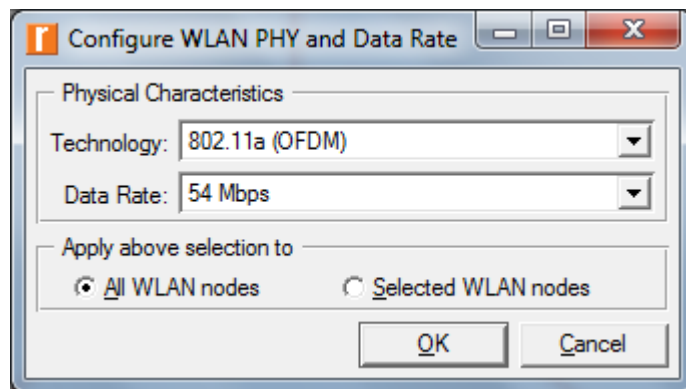 Configure WLAN PHY and Data Rate
Physical Characteristics
Technology: 802.11a (OFDM)
Data Rate: 54 Mbps
Apply above selection to
All WLAN nodes Selected WLAN nodes
OK Cancel